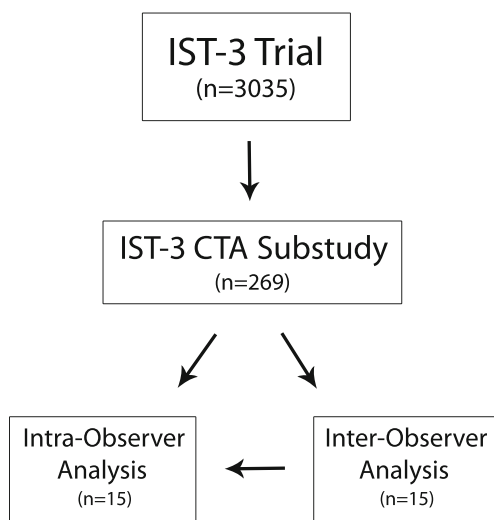 IST-3 Trial
(n=3035)
IST-3 CTA Substudy
(n=269)
Intra-Observer
Analysis
(n=15)
Inter-Observer
Analysis
(n=15)